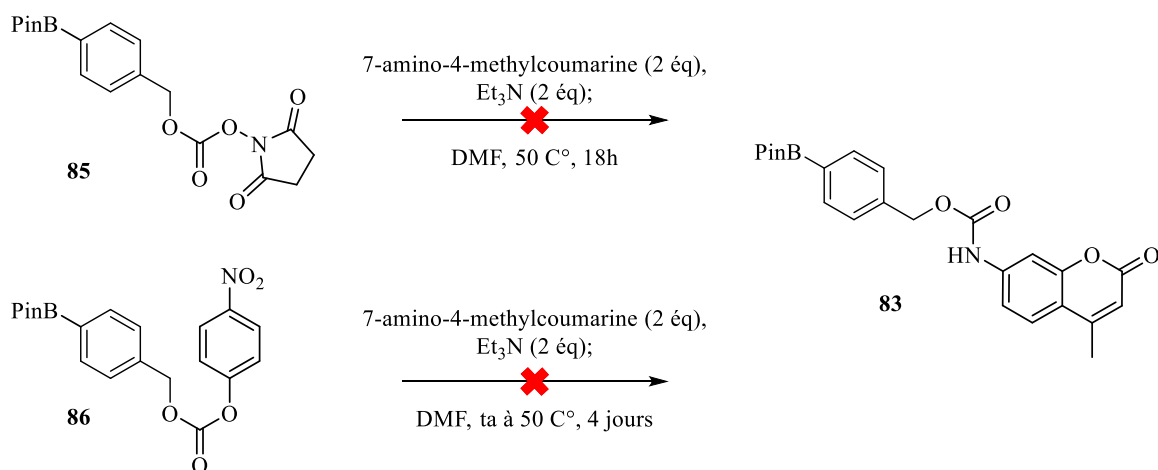 PinB
O
O
O
N
O
O
85
7-amino-4-methylcoumarine (2 éq),
Et₃N (2 éq);
DMF, 50 C°, 18h
PinB
O
O
HN
O
O
83
NO₂
PinB
O
O
O
86
7-amino-4-methylcoumarine (2 éq),
Et₃N (2 éq);
DMF, ta à 50 C°, 4 jours